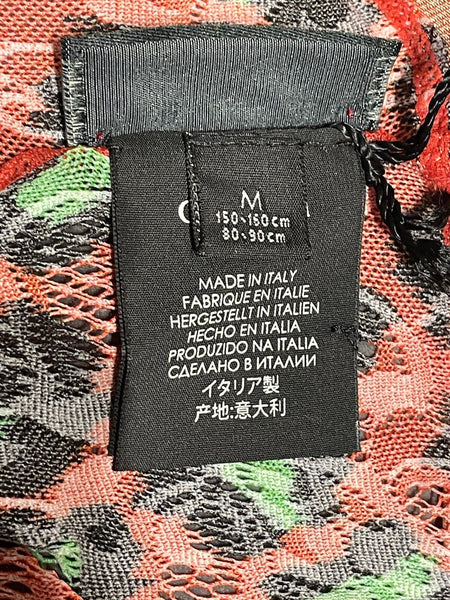 M
150~160cm
80~90cm
MADE IN ITALY
FABRIQUE EN ITALIE
HERGESTELLT IN ITALIEN
HECHO EN ITALIA
PRODUZIDO NA ITALIA
СДЕЛАНО В ИТАЛИИ
イタリア製
产地:意大利